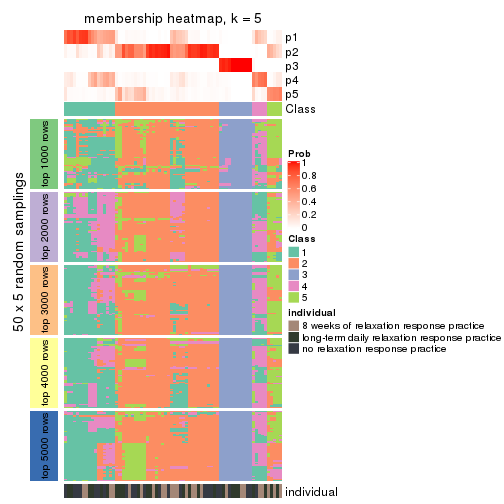 membership heatmap, k = 5
p1
p2
p3
p4
p5
Class
50 x 5 random samplings
top 1000 rows
top 2000 rows
top 3000 rows
top 4000 rows
top 5000 rows
Prob
1
0.8
0.6
0.4
0.2
0
Class
1
2
3
4
5
individual
8 weeks of relaxation response practice
long-term daily relaxation response practice
no relaxation response practice
individual